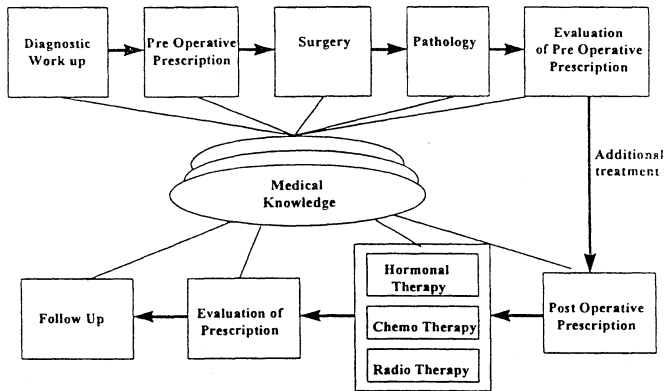 Diagnostic
Work up
Pre Operative
Prescription
Surgery
Pathology
Evaluation
of Pre Operative
Prescription
Additional
treatment
Medical
Knowledge
Follow Up
Evaluation of
Prescription
Hormonal
Therapy
Chemo Therapy
Radio Therapy
Post Operative
Prescription